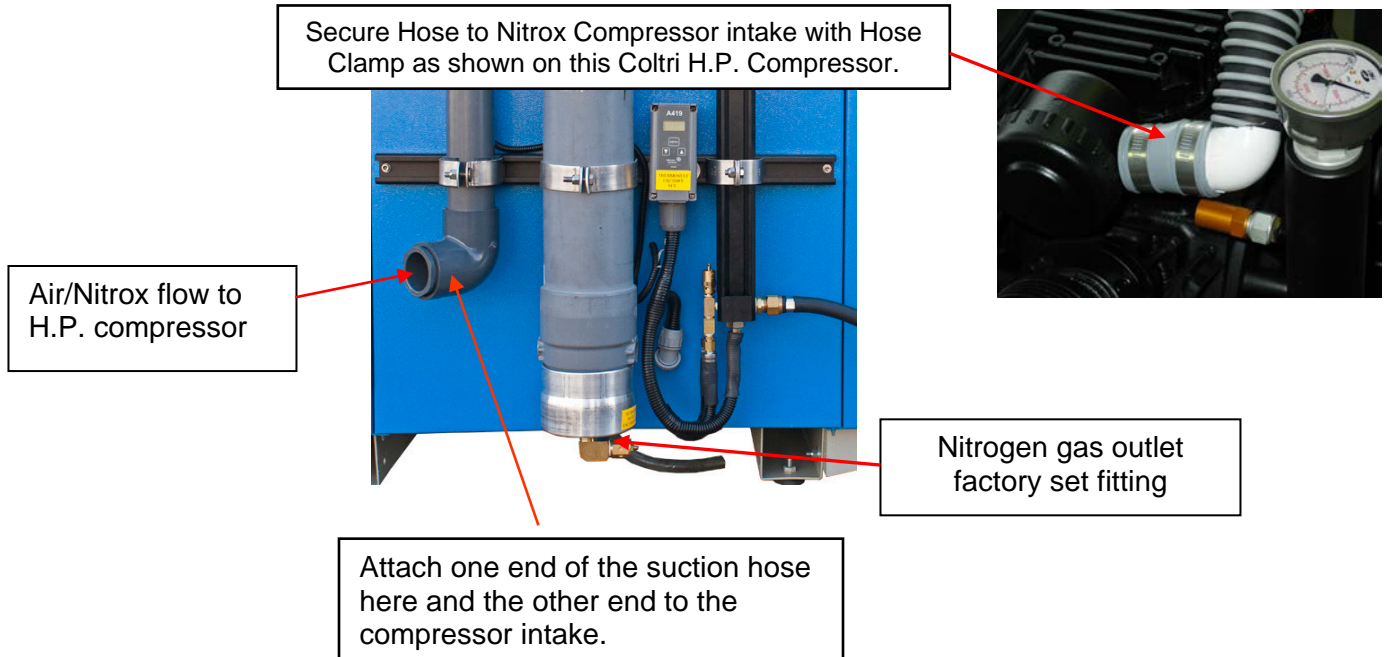 Secure Hose to Nitrox Compressor intake with Hose
Clamp as shown on this Coltri H.P. Compressor.
A419
Air/Nitrox flow to
H.P. compressor
Nitrogen gas outlet
factory set fitting
Attach one end of the suction hose
here and the other end to the
compressor intake.